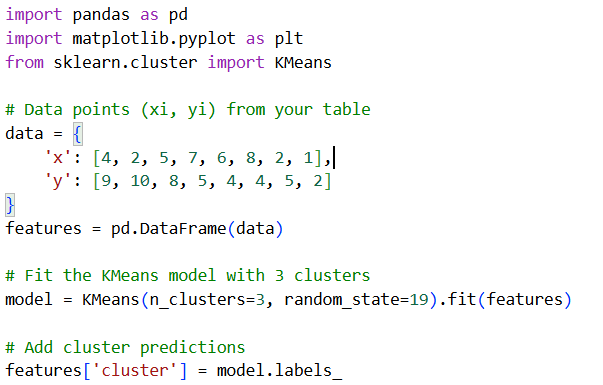 import pandas as pd
import matplotlib.pyplot as plt
from sklearn.cluster import KMeans

# Data points (xi, yi) from your table
data = {
    'x': [4, 2, 5, 7, 6, 8, 2, 1],
    'y': [9, 10, 8, 5, 4, 4, 5, 2]
}
features = pd.DataFrame(data)

# Fit the KMeans model with 3 clusters
model = KMeans(n_clusters=3, random_state=19).fit(features)

# Add cluster predictions
features['cluster'] = model.labels_